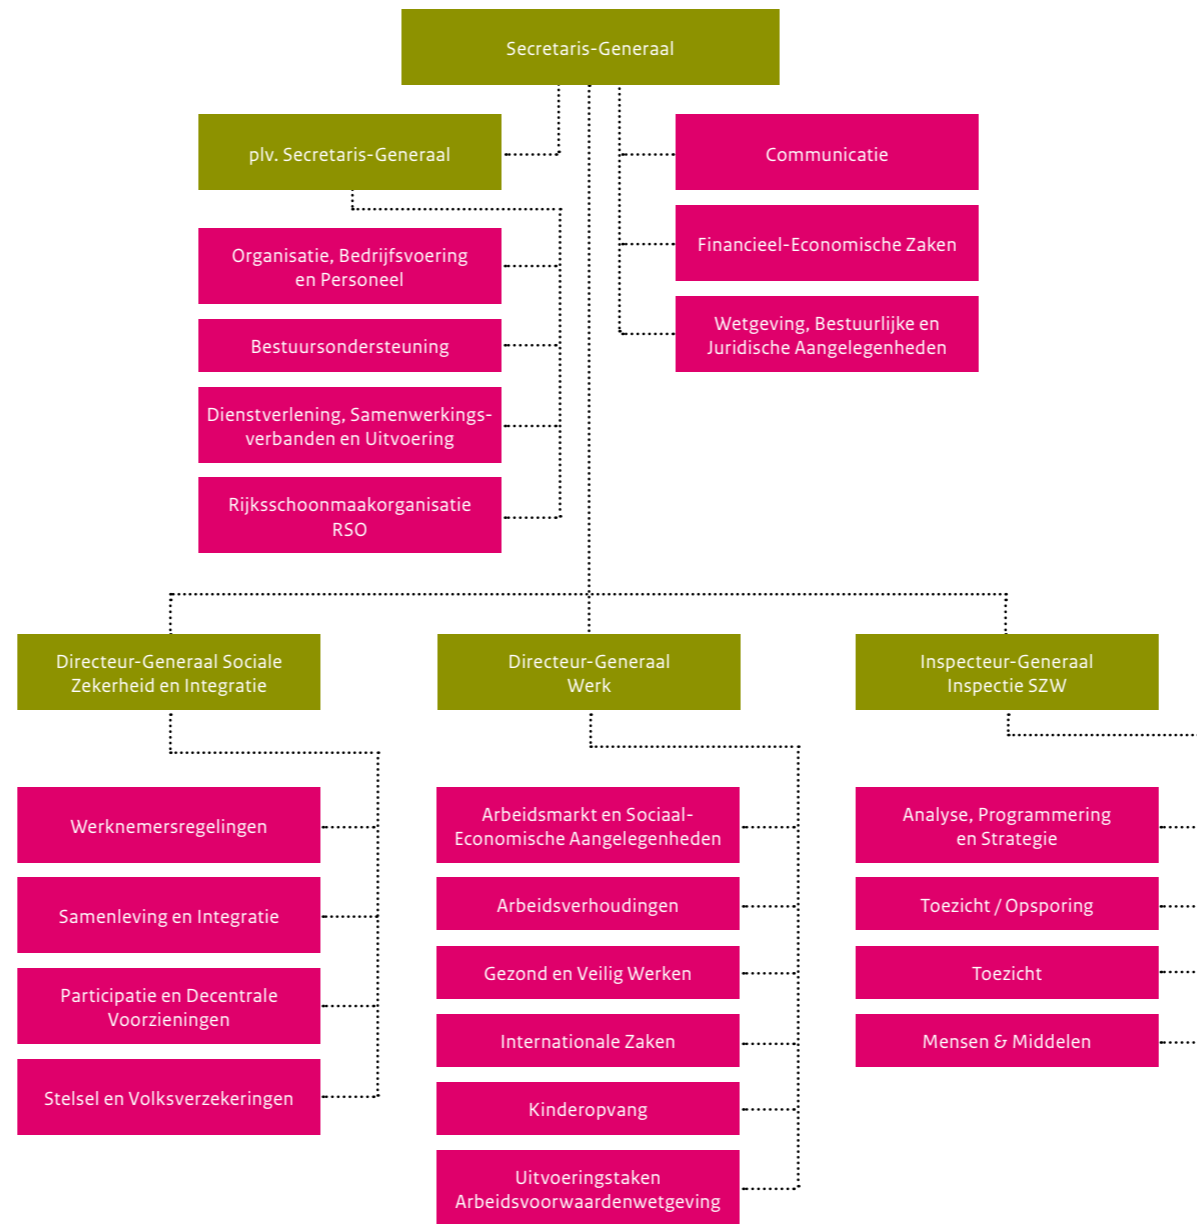 Secretaris-Generaal
plv. Secretaris-Generaal
Organisatie, Bedrijfsvoering
en Personeel
Bestuursondersteuning
Dienstverlening, Samenwerkings-
verbanden en Uitvoering
Rijksschoonmaakorganisatie
RSO
Communicatie
Financieel-Economische Zaken
Wetgeving, Bestuurlijke en
Juridische Aangelegenheden
Directeur-Generaal Sociale
Zekerheid en Integratie
Werknemersregelingen
Samenleving en Integratie
Participatie en Decentrale
Voorzieningen
Stelsel en Volksverzekeringen
Directeur-Generaal
Werk
Arbeidsmarkt en Sociaal-
Economische Aangelegenheden
Arbeidsverhoudingen
Gezond en Veilig Werken
Internationale Zaken
Kinderopvang
Uitvoeringstaken
Arbeidsvoorwaardenwetgeving
Inspecteur-Generaal
Inspectie SZW
Analyse, Programmering
en Strategie
Toezicht / Opsporing
Toezicht
Mensen & Middelen